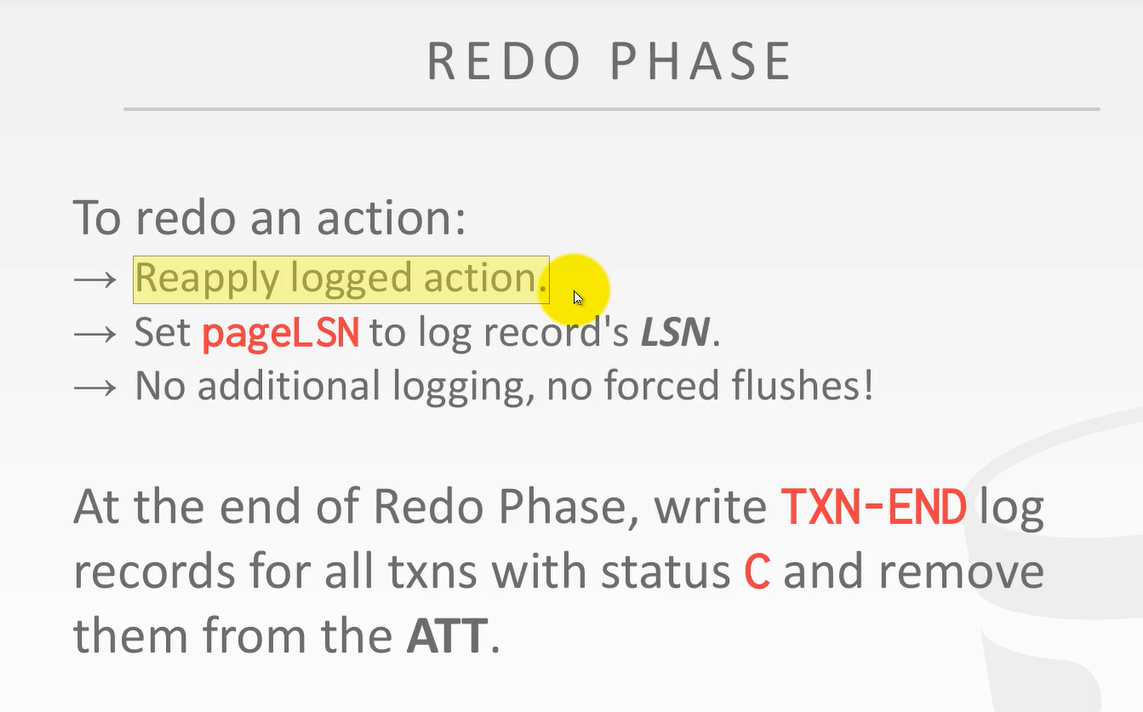 REDO PHASE
To redo an action:
→ Reapply logged action.
→ Set pageLSN to log record's LSN.
→ No additional logging, no forced flushes!
At the end of Redo Phase, write TXN-END log
records for all txns with status C and remove
them from the ATT.